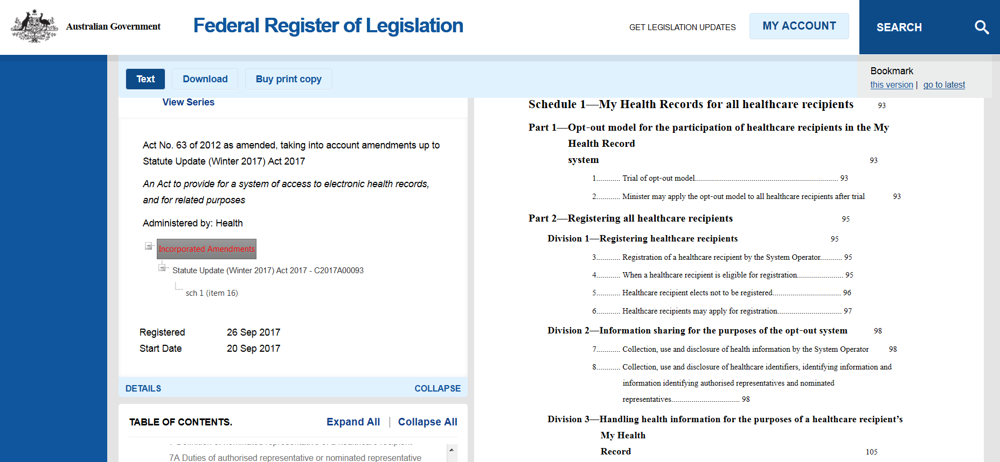 Australian Government
Federal Register of Legislation
GET LEGISLATION UPDATES
MY ACCOUNT
SEARCH
Text
Download
Buy print copy
Bookmark
this version | go to latest
View Series
Act No. 63 of 2012 as amended, taking into account amendments up to
Statute Update (Winter 2017) Act 2017
An Act to provide for a system of access to electronic health records,
and for related purposes
Administered by: Health
Incorporated Amendments
Statute Update (Winter 2017) Act 2017 - C2017A00093
sch 1 (item 16)
Registered 26 Sep 2017
Start Date 20 Sep 2017
DETAILS
COLLAPSE
TABLE OF CONTENTS.
Expand All
Collapse All
7 Definition of nominated representative of a healthcare recipient
7A Duties of authorised representative or nominated representative
Schedule 1—My Health Records for all healthcare recipients 93
Part 1—Opt-out model for the participation of healthcare recipients in the My
Health Record
system 93
1............ Trial of opt-out model....................................................................... 93
2............ Minister may apply the opt-out model to all healthcare recipients after trial 93
Part 2—Registering all healthcare recipients 95
Division 1—Registering healthcare recipients 95
3............ Registration of a healthcare recipient by the System Operator........... 95
4............ When a healthcare recipient is eligible for registration....................... 95
5............ Healthcare recipient elects not to be registered.................................. 96
6............ Healthcare recipients may apply for registration................................ 97
Division 2—Information sharing for the purposes of the opt-out system 98
7............ Collection, use and disclosure of health information by the System Operator 98
8............ Collection, use and disclosure of healthcare identifiers, identifying information and
information identifying authorised representatives and nominated
representatives.................................. 98
Division 3—Handling health information for the purposes of a healthcare recipient's
My Health
Record 105